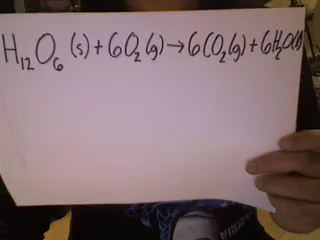 H₁₂O₆ (s) + 6O₂ (g) → 6CO₂ (g) + 6H₂O(l)